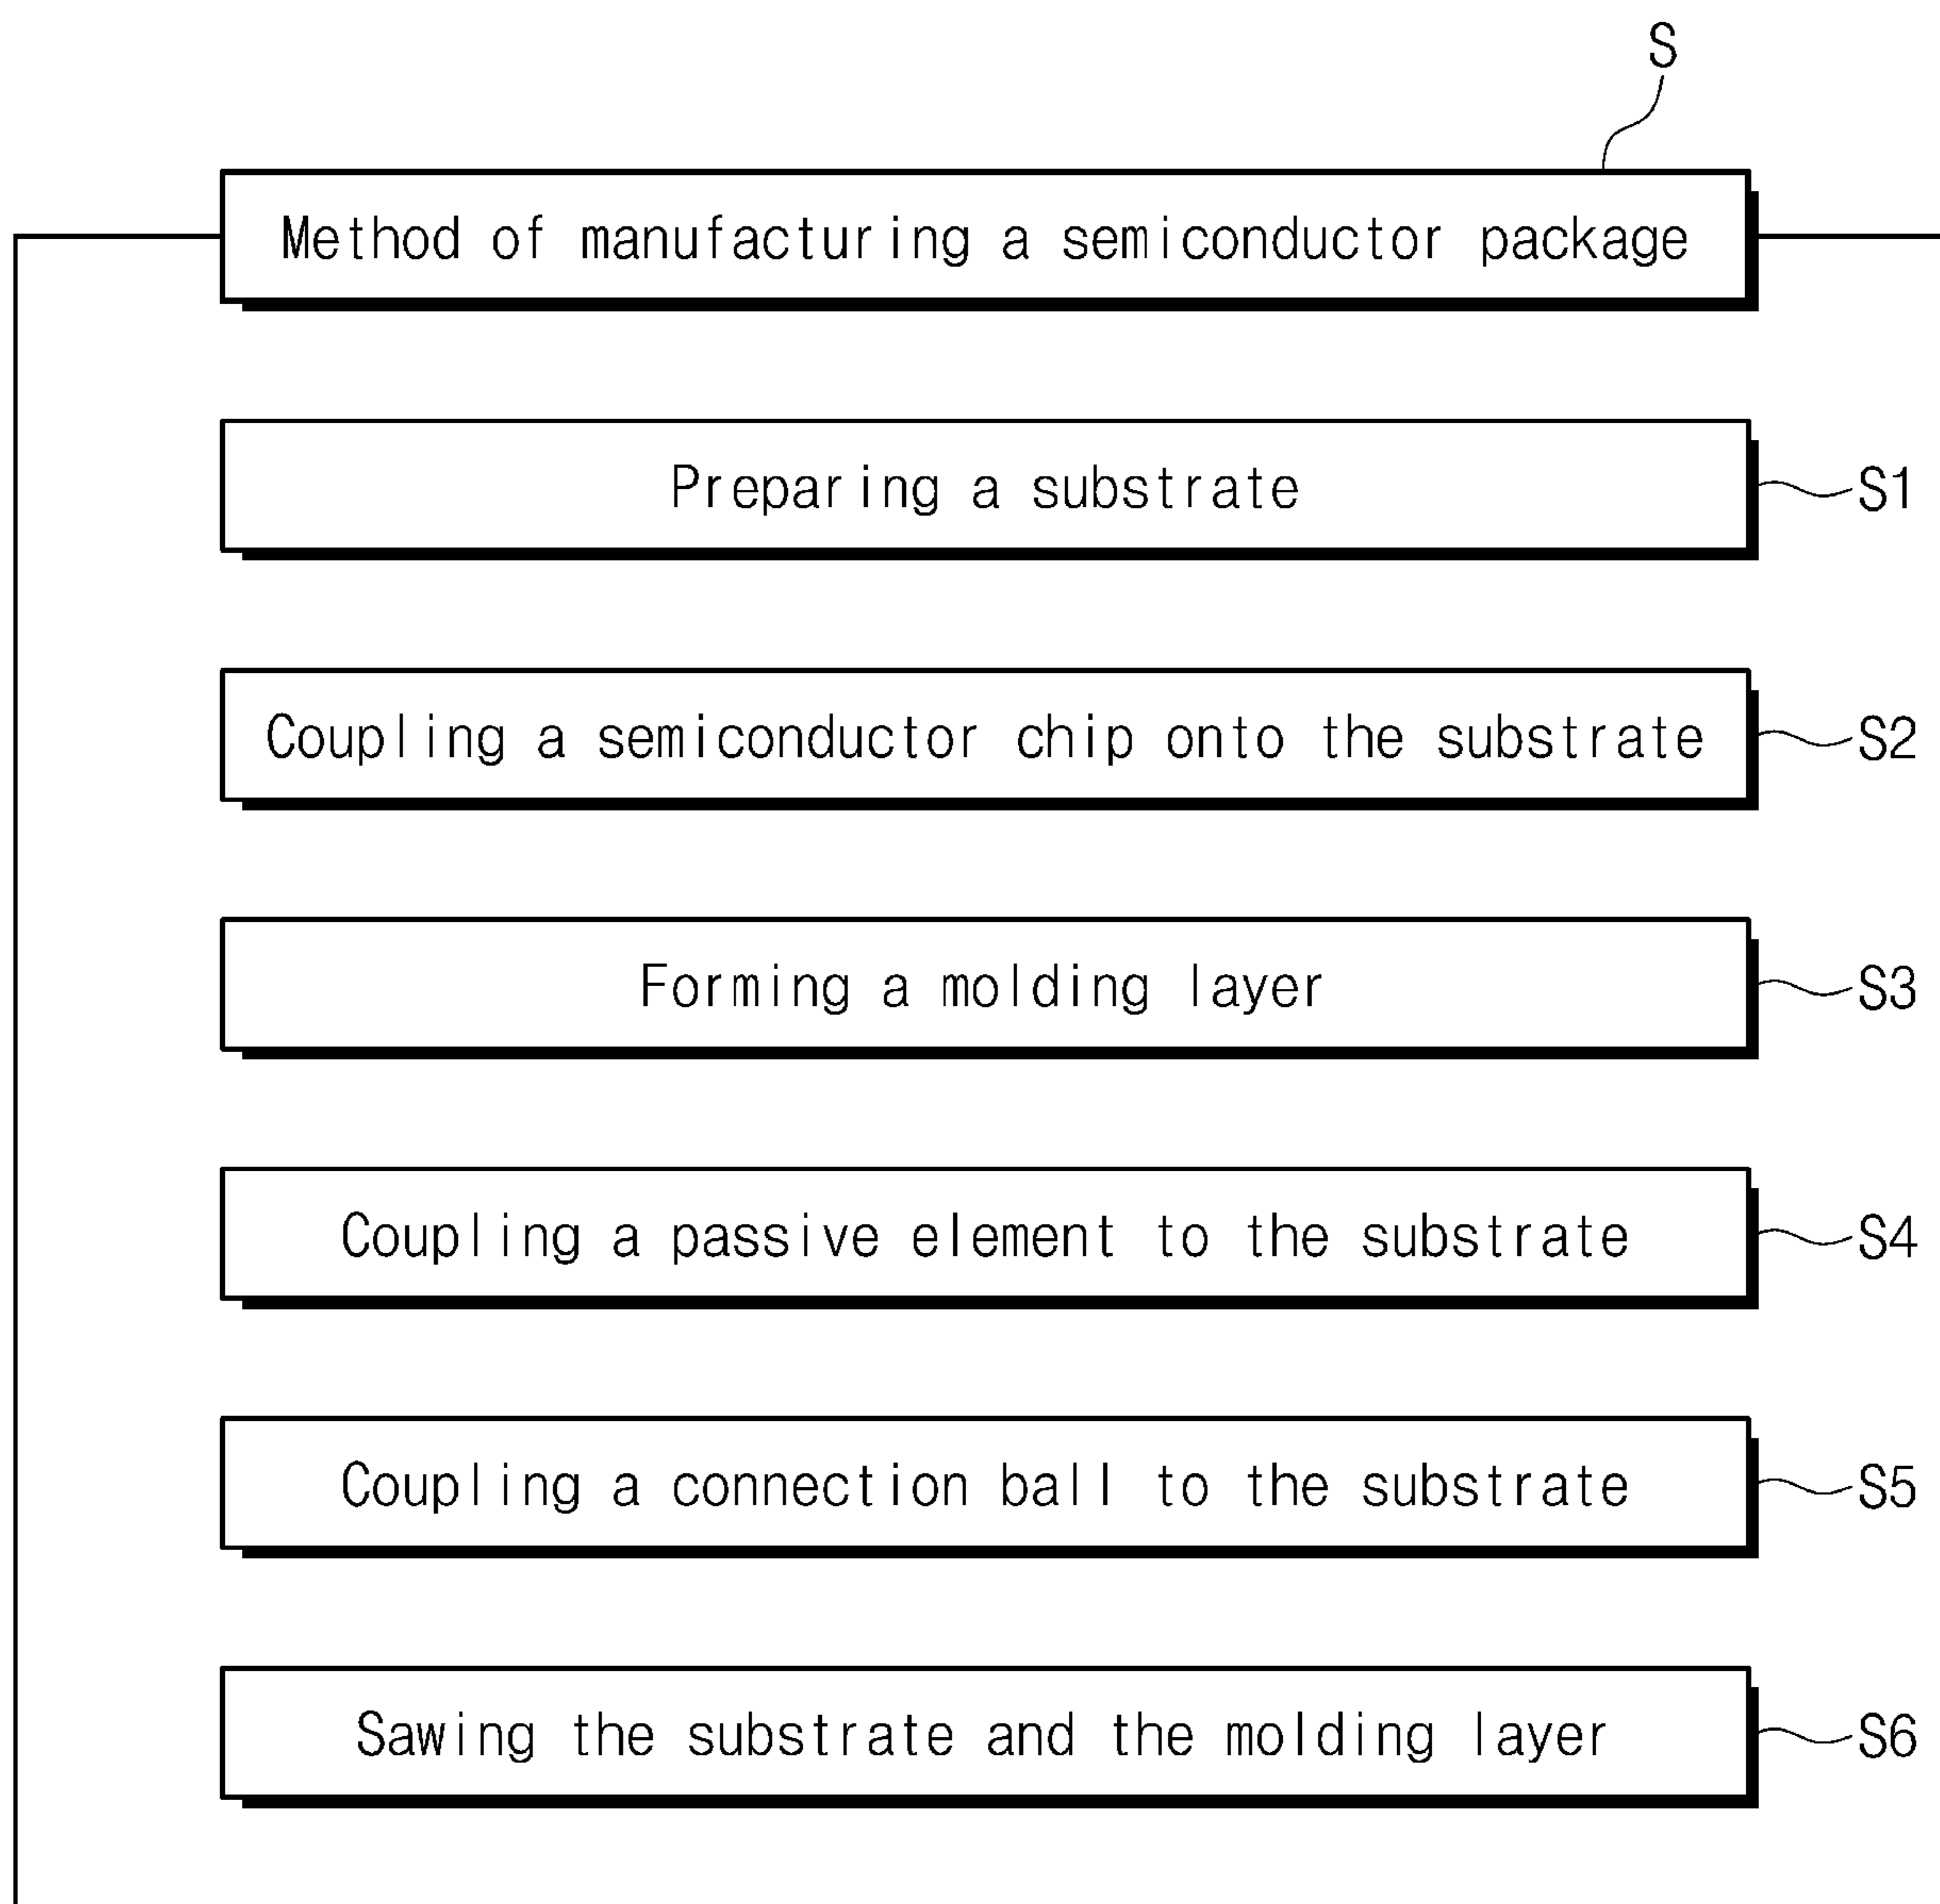 S
Method of manufacturing a semiconductor package
Preparing a substrate S1
Coupling a semiconductor chip onto the substrate S2
Forming a molding layer S3
Coupling a passive element to the substrate S4
Coupling a connection ball to the substrate S5
Sawing the substrate and the molding layer S6